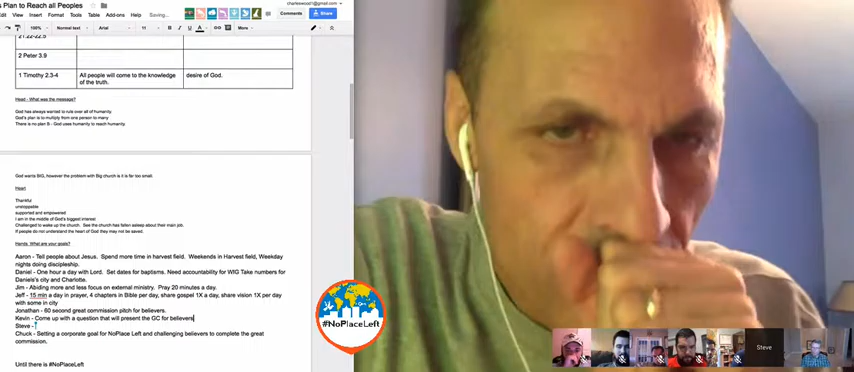 s Plan to Reach all Peoples
charleswood1@gmail.com
View Insert Format Tools Table Add-ons Help Saving...
Comments
Share
100% Normal text Arial 11 B I U A More
21.22-22.5
2 Peter 3.9
1 Timothy 2.3-4 All people will come to the knowledge desire of God.
of the truth.
Head - What was the message?
God has always wanted to rule over all of humanity.
God's plan is to multiply from one person to many
There is no plan B - God uses humanity to reach humanity.
God wants BIG, however the problem with Big church is it is far too small.
Heart
Thankful
unstoppable
supported and empowered
I am in the middle of God's biggest interest
Challenged to wake up the church. See the church has fallen asleep about their main job.
If people do not understand the heart of God they may not be saved.
Hands. What are your goals?
Aaron - Tell people about Jesus. Spend more time in harvest field. Weekends in Harvest field, Weekday
nights doing discipleship.
Daniel - One hour a day with Lord. Set dates for baptisms. Need accountability for WIG Take numbers for
Daniels's city and Charlotte.
Jim - Abiding more and less focus on external ministry. Pray 20 minutes a day.
Jeff - 15 min a day in prayer, 4 chapters in Bible per day, share gospel 1X a day, share vision 1X per day
with some in city
Jonathan - 60 second great commission pitch for believers.
Kevin - Come up with a question that will present the GC for believers
Steve -
Chuck - Setting a corporate goal for NoPlace Left and challenging believers to complete the great
commission.
Until there is #NoPlaceLeft
#NoPlaceLeft
Steve